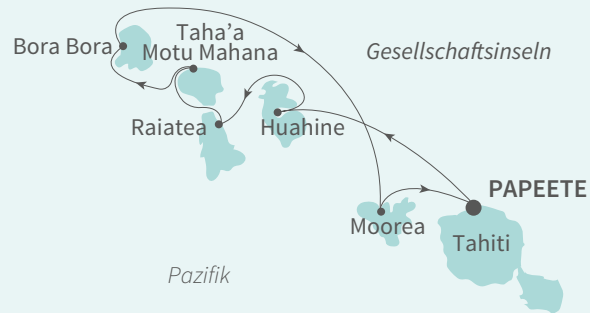 Taha’a
Motu Mahana
Bora Bora
Gesellschaftsinseln
Raiatea
Huahine
PAPEETE
Moorea
Tahiti
Pazifik